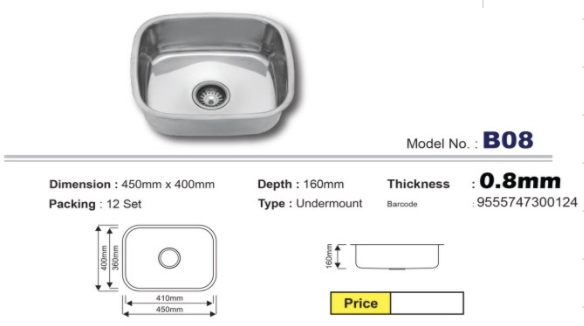 Model No. : B08
Dimension : 450mm x 400mm Depth : 160mm Thickness : 0.8mm
Packing : 12 Set Type : Undermount Barcode : 9555747300124
400mm
360mm
410mm
450mm
160mm
Price